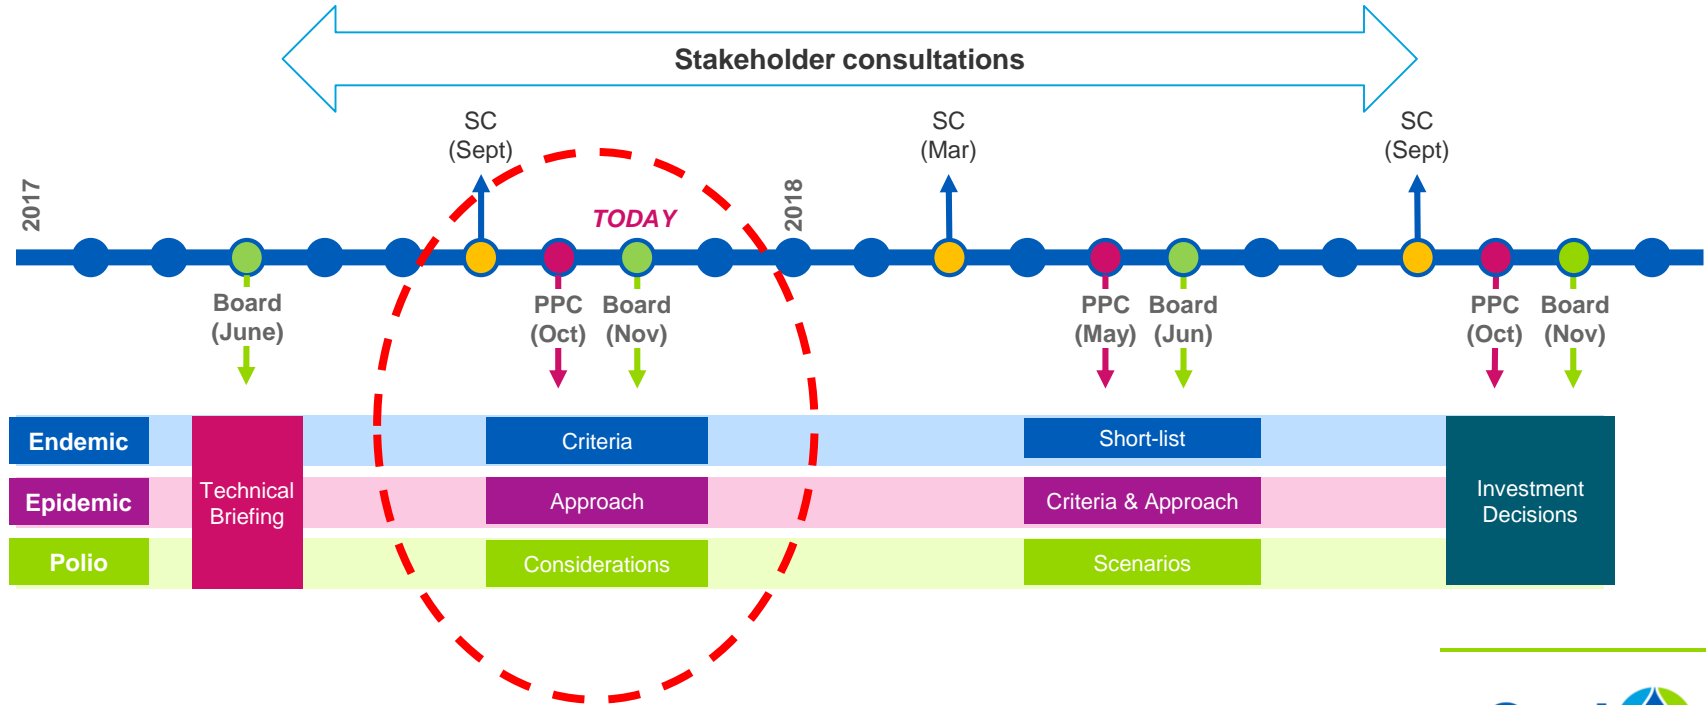 Stakeholder consultations
SC
(Sept)
SC
(Mar)
SC
(Sept)
2017
TODAY
2018
Board
(June)
PPC
(Oct)
Board
(Nov)
PPC
(May)
Board
(Jun)
PPC
(Oct)
Board
(Nov)
Endemic
Criteria
Short-list
Technical
Briefing
Investment
Decisions
Epidemic
Approach
Criteria & Approach
Polio
Considerations
Scenarios